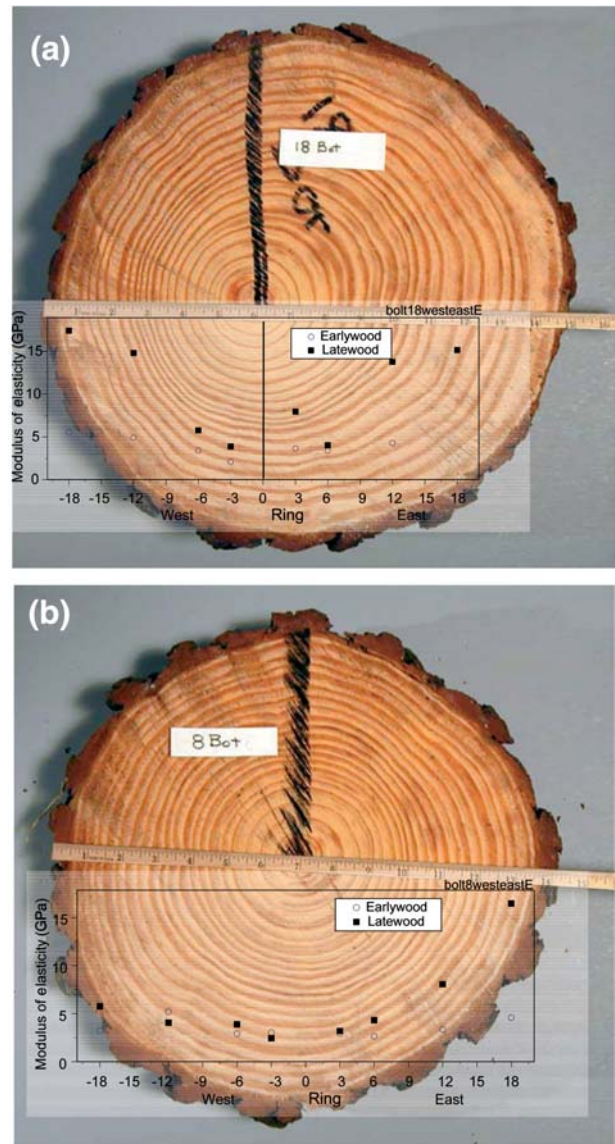 (a)
18 Bot
bolt18westeastE
Modulus of elasticity (GPa)
Earlywood
Latewood
15
10
5
0
-18 -15 -12 -9 -6 -3 0 3 6 9 12 15 18
West Ring East
(b)
8 Bot
bolt8westeastE
Modulus of elasticity (GPa)
Earlywood
Latewood
15
10
5
0
-18 -15 -12 -9 -6 -3 0 3 6 9 12 15 18
West Ring East